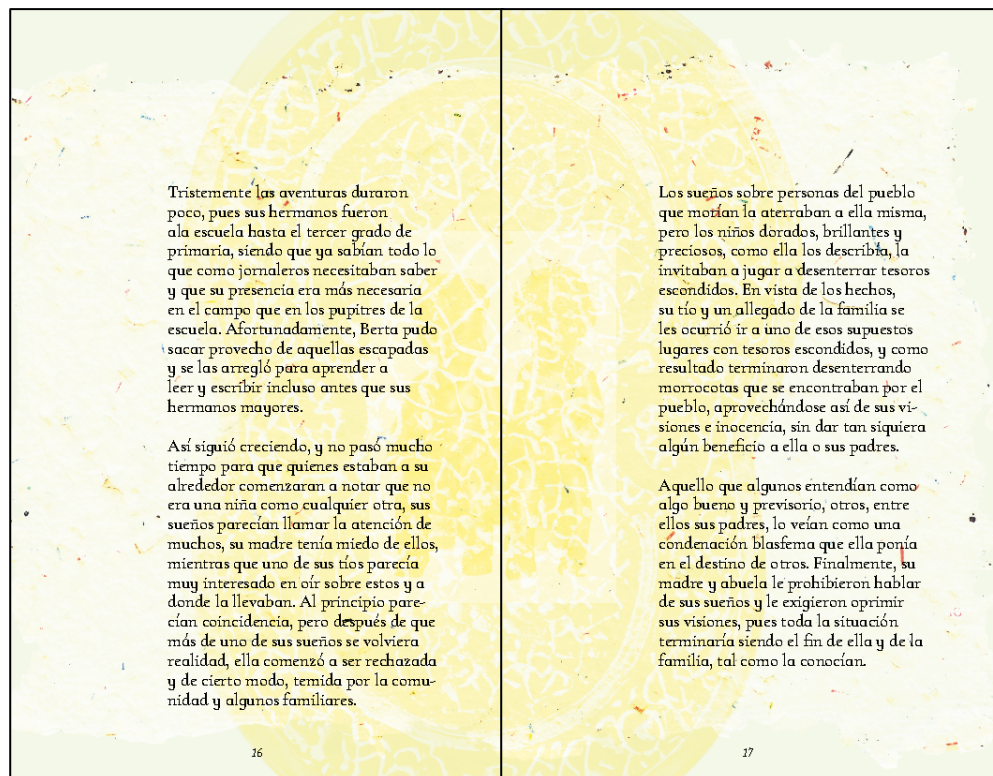 Tristemente las aventuras duraron
poco, pues sus hermanos fueron
ala escuela hasta el tercer grado de
primaria, siendo que ya sabían todo lo
que como jornaleros necesitaban saber
y que su presencia era más necesaria
en el campo que en los pupitres de la
escuela. Afortunadamente, Berta pudo
sacar provecho de aquellas escapadas
y se las arregló para aprender a
leer y escribir incluso antes que sus
hermanos mayores.
Así siguió creciendo, y no pasó mucho
tiempo para que quienes estaban a su
alrededor comenzaran a notar que no
era una niña como cualquier otra, sus
sueños parecían llamar la atención de
muchos, su madre tenía miedo de ellos,
mientras que uno de sus tíos parecía
muy interesado en oír sobre estos y a
donde la llevaban. Al principio pare-
cían coincidencia, pero después de que
más de uno de sus sueños se volviera
realidad, ella comenzó a ser rechazada
y de cierto modo, temida por la comu-
nidad y algunos familiares.
16
Los sueños sobre personas del pueblo
que morían la aterraban a ella misma,
pero los niños dorados, brillantes y
preciosos, como ella los describía, la
invitaban a jugar a desenterrar tesoros
escondidos. En vista de los hechos,
su tío y un allegado de la familia se
les ocurrió ir a uno de esos supuestos
lugares con tesoros escondidos, y como
resultado terminaron desenterrando
morrocotas que se encontraban por el
pueblo, aprovechándose así de sus vi-
siones e inocencia, sin dar tan siquiera
algún beneficio a ella o sus padres.
Aquello que algunos entendían como
algo bueno y previsorio, otros, entre
ellos sus padres, lo veían como una
condenación blasfema que ella ponía
en el destino de otros. Finalmente, su
madre y abuela le prohibieron hablar
de sus sueños y le exigieron oprimir
sus visiones, pues toda la situación
terminaría siendo el fin de ella y de la
familia, tal como la conocían.
17